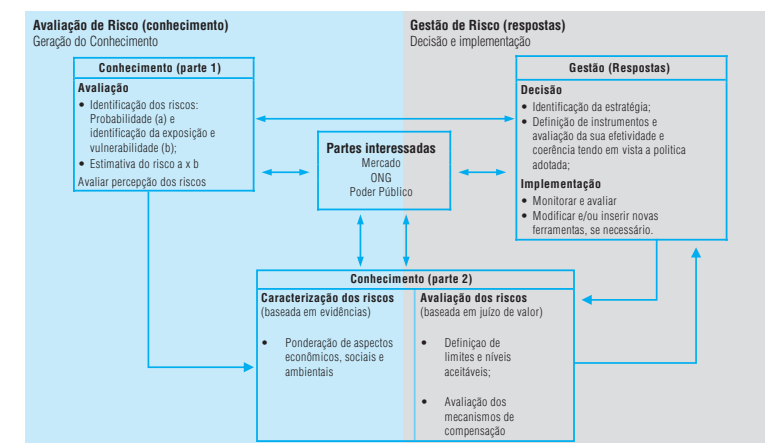 Avaliação de Risco (conhecimento)
Geração do Conhecimento
Gestão de Risco (respostas)
Decisão e implementação
Conhecimento (parte 1)
Avaliação
• Identificação dos riscos:
Probabilidade (a) e
identificação da exposição e
vulnerabilidade (b);
• Estimativa do risco a x b
Avaliar percepção dos riscos
Partes interessadas
Mercado
ONG
Poder Público
Gestão (Respostas)
Decisão
• Identificação da estratégia;
• Definição de instrumentos e
avaliação da sua efetividade e
coerência tendo em vista a politica
adotada;
Implementação
• Monitorar e avaliar
• Modificar e/ou inserir novas
ferramentas, se necessário.
Conhecimento (parte 2)
Caracterização dos riscos
(baseada em evidências)
• Ponderação de aspectos
econômicos, sociais e
ambientais
Avaliação dos riscos
(baseada em juízo de valor)
• Definiçao de
limites e níveis
aceitáveis;
• Avaliação dos
mecanismos de
compensação